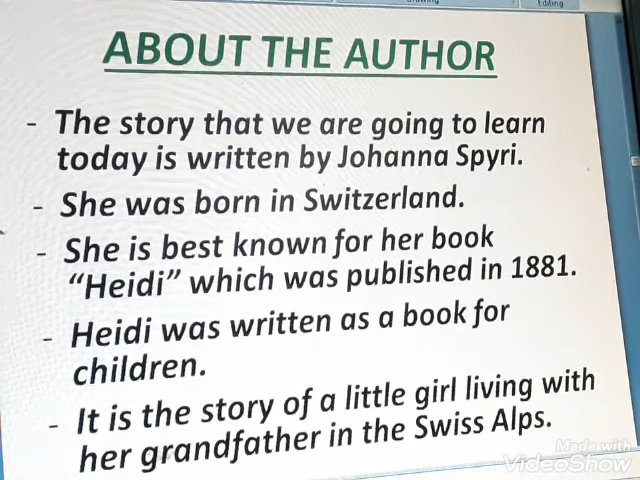 Editing
ABOUT THE AUTHOR
- The story that we are going to learn
today is written by Johanna Spyri.
- She was born in Switzerland.
- She is best known for her book
"Heidi" which was published in 1881.
- Heidi was written as a book for
children.
- It is the story of a little girl living with
her grandfather in the Swiss Alps.
Made with
VideoShow